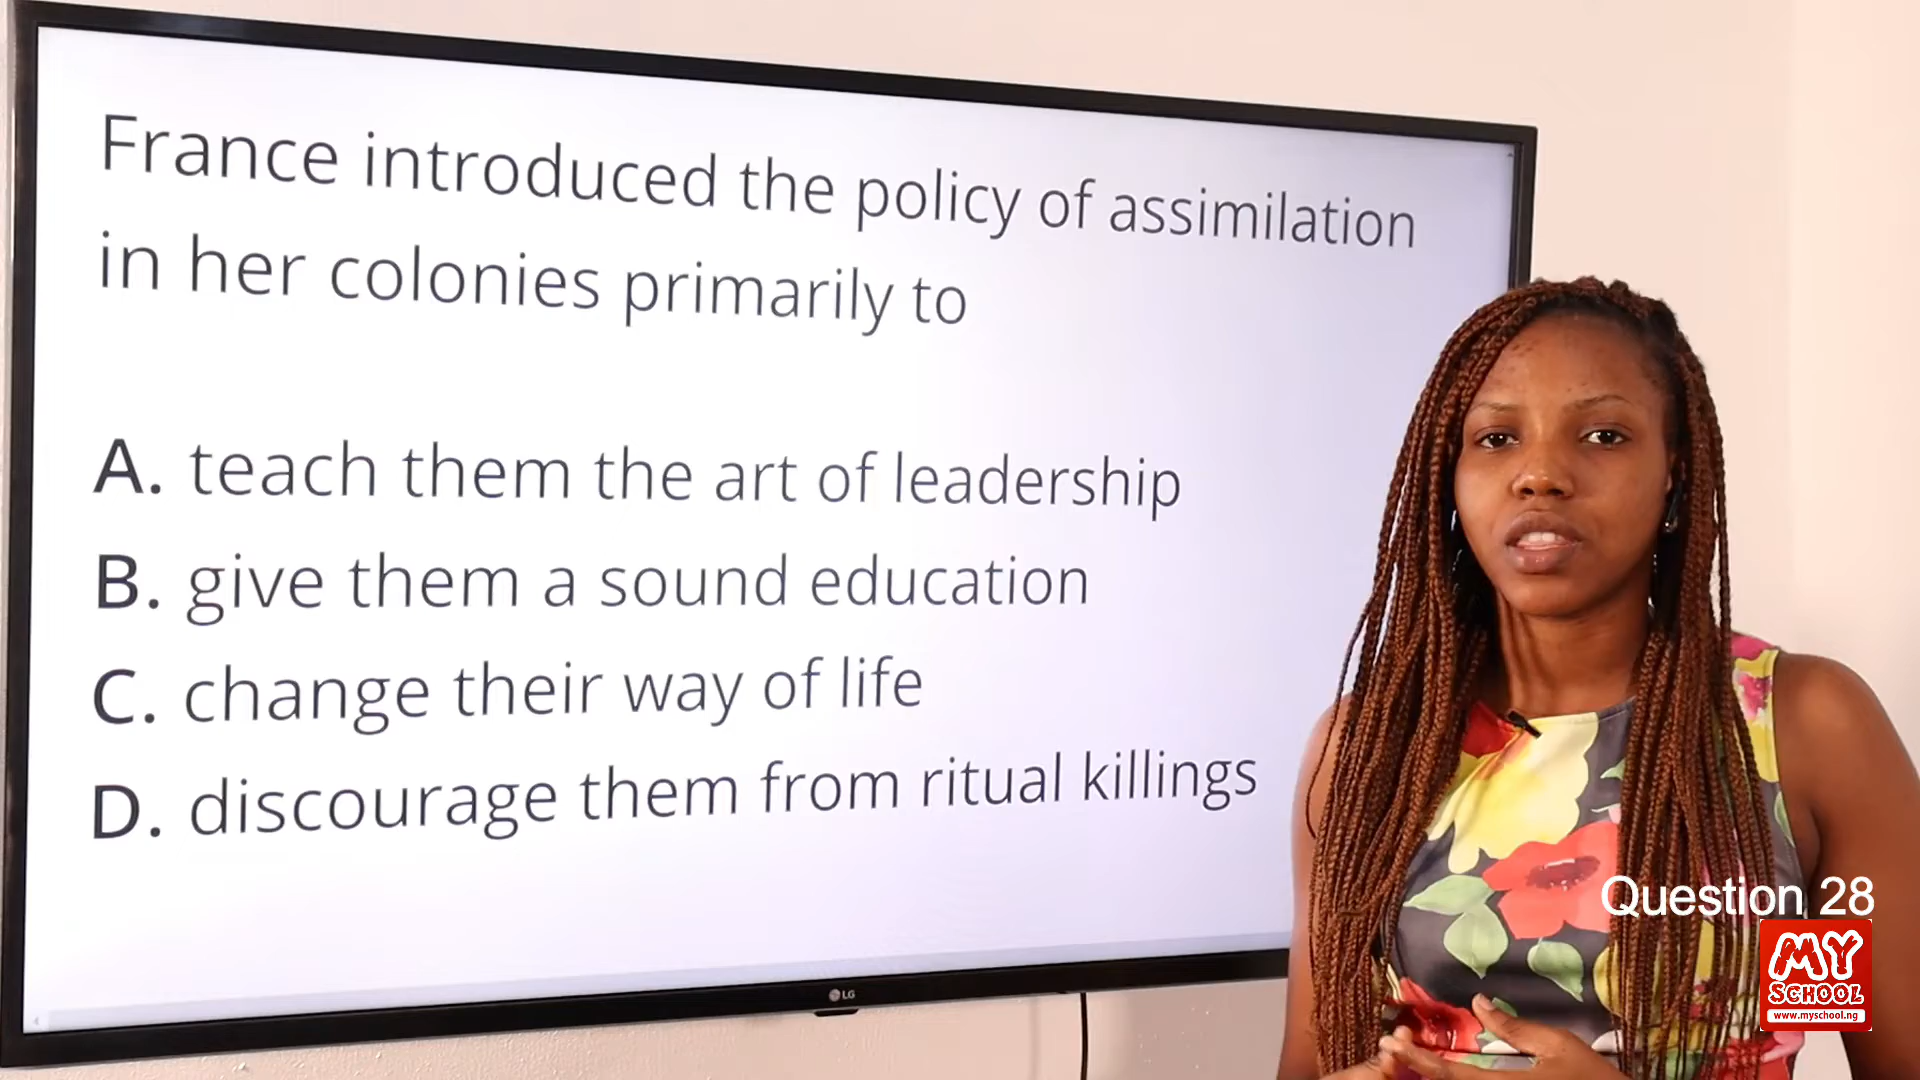 France introduced the policy of assimilation
in her colonies primarily to
A. teach them the art of leadership
B. give them a sound education
C. change their way of life
D. discourage them from ritual killings
LG
Question 28
MY
SCHOOL
www.myschool.ng